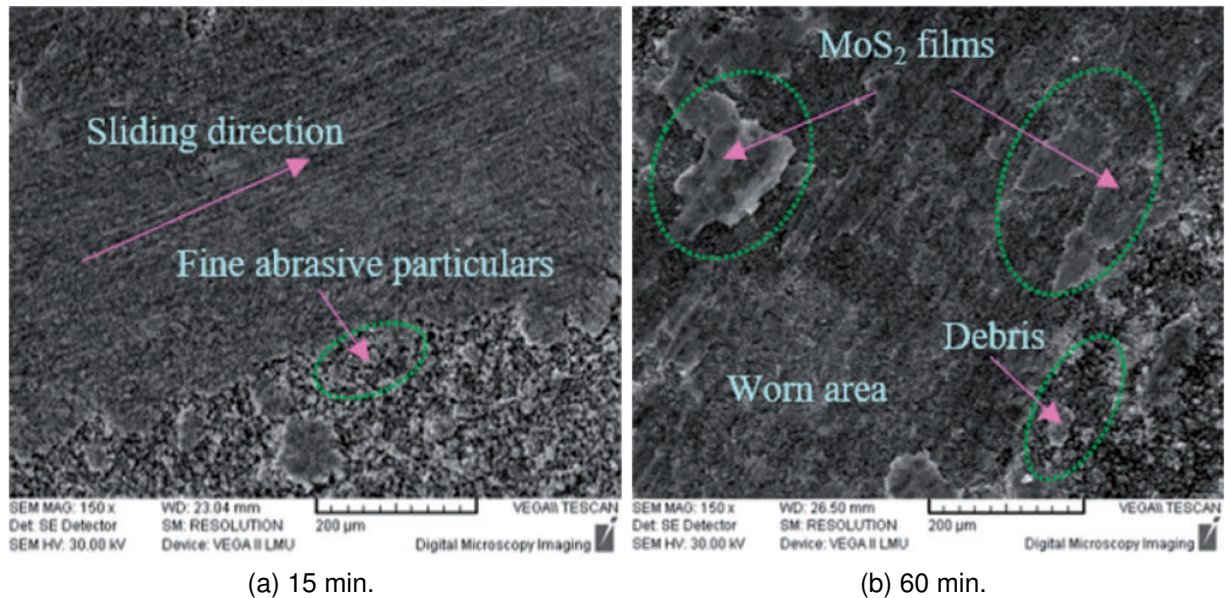 Sliding direction
Fine abrasive particulars
SEM MAG: 150 x WD: 23.04 mm VEGA\\ TESCAN
Det: SE Detector SM: RESOLUTION 200 µm
SEM HV: 30.00 kV Device: VEGA II LMU Digital Microscopy Imaging
(a) 15 min.
MoS₂ films
Debris
Worn area
SEM MAG: 150 x WD: 26.50 mm VEGA\\ TESCAN
Det: SE Detector SM: RESOLUTION 200 µm
SEM HV: 30.00 kV Device: VEGA II LMU Digital Microscopy Imaging
(b) 60 min.